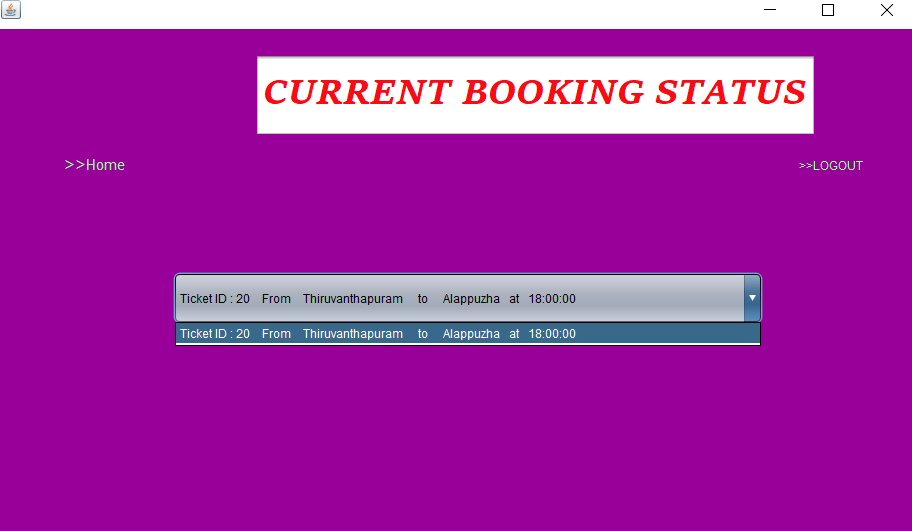 CURRENT BOOKING STATUS
>>Home
>>LOGOUT
Ticket ID : 20 From Thiruvanthapuram to Alappuzha at 18:00:00
Ticket ID : 20 From Thiruvanthapuram to Alappuzha at 18:00:00